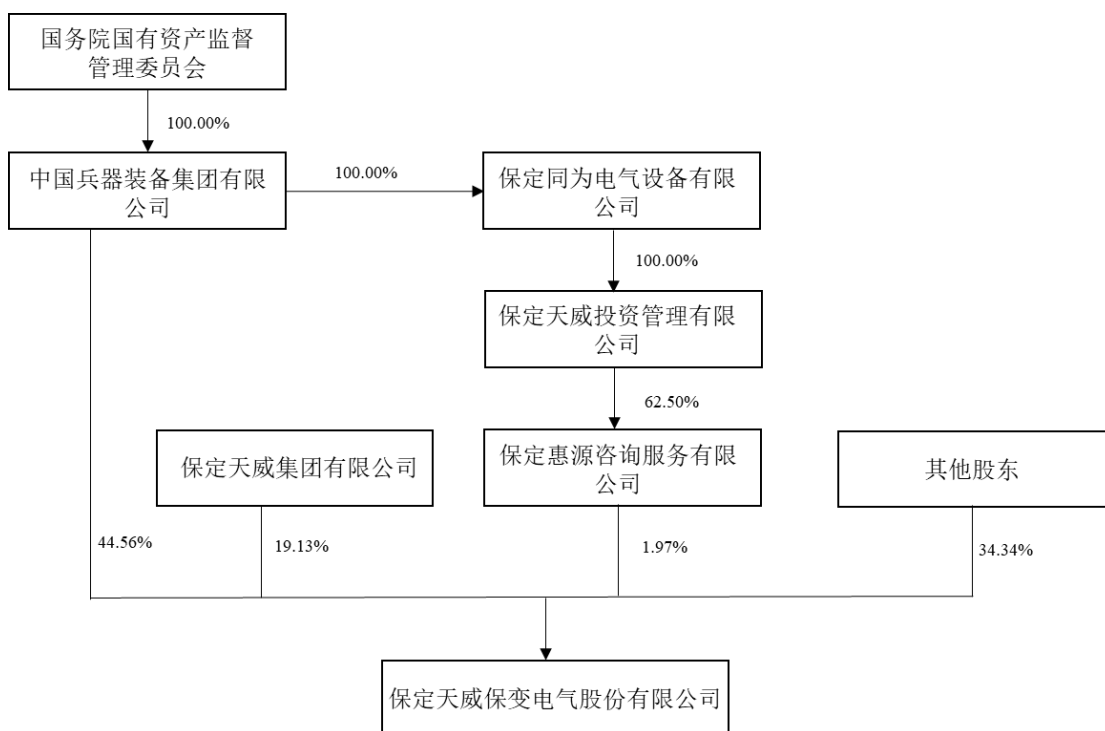 国务院国有资产监督
管理委员会
100.00%
中国兵器装备集团有限
公司
100.00%
保定同为电气设备有限
公司
100.00%
保定天威投资管理有限
公司
62.50%
保定天威集团有限公司
保定惠源咨询服务有限
公司
其他股东
44.56%
19.13%
1.97%
34.34%
保定天威保变电气股份有限公司